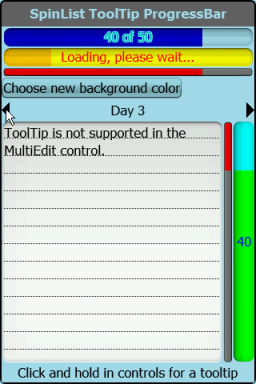 SpinList ToolTip ProgressBar
40 of 50
Loading, please wait...
Choose new background color
Day 3
ToolTip is not supported in the
MultiEdit control.
40
Click and hold in controls for a tooltip